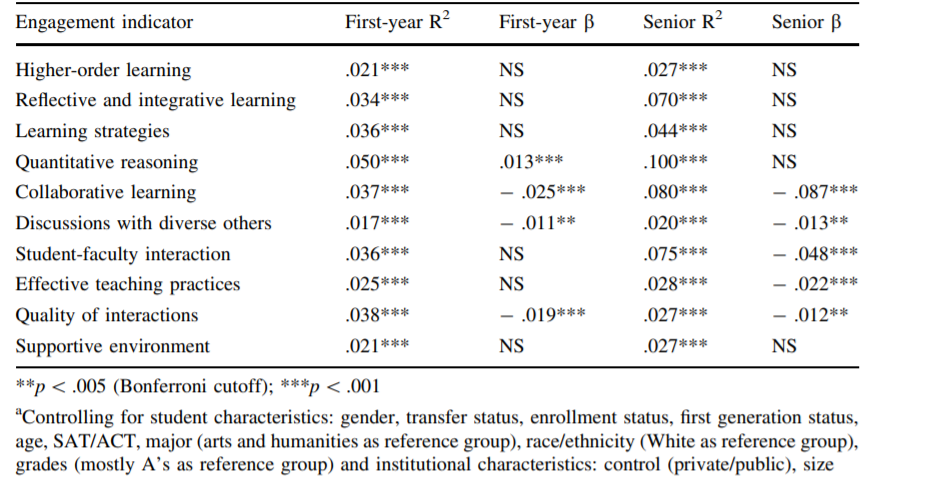 Engagement indicator First-year R² First-year β Senior R² Senior β
Higher-order learning .021*** NS .027*** NS
Reflective and integrative learning .034*** NS .070*** NS
Learning strategies .036*** NS .044*** NS
Quantitative reasoning .050*** .013*** .100*** NS
Collaborative learning .037*** − .025*** .080*** − .087***
Discussions with diverse others .017*** − .011** .020*** − .013**
Student-faculty interaction .036*** NS .075*** − .048***
Effective teaching practices .025*** NS .028*** − .022***
Quality of interactions .038*** − .019*** .027*** − .012**
Supportive environment .021*** NS .027*** NS
**p < .005 (Bonferroni cutoff); ***p < .001
ᵃControlling for student characteristics: gender, transfer status, enrollment status, first generation status,
age, SAT/ACT, major (arts and humanities as reference group), race/ethnicity (White as reference group),
grades (mostly A's as reference group) and institutional characteristics: control (private/public), size